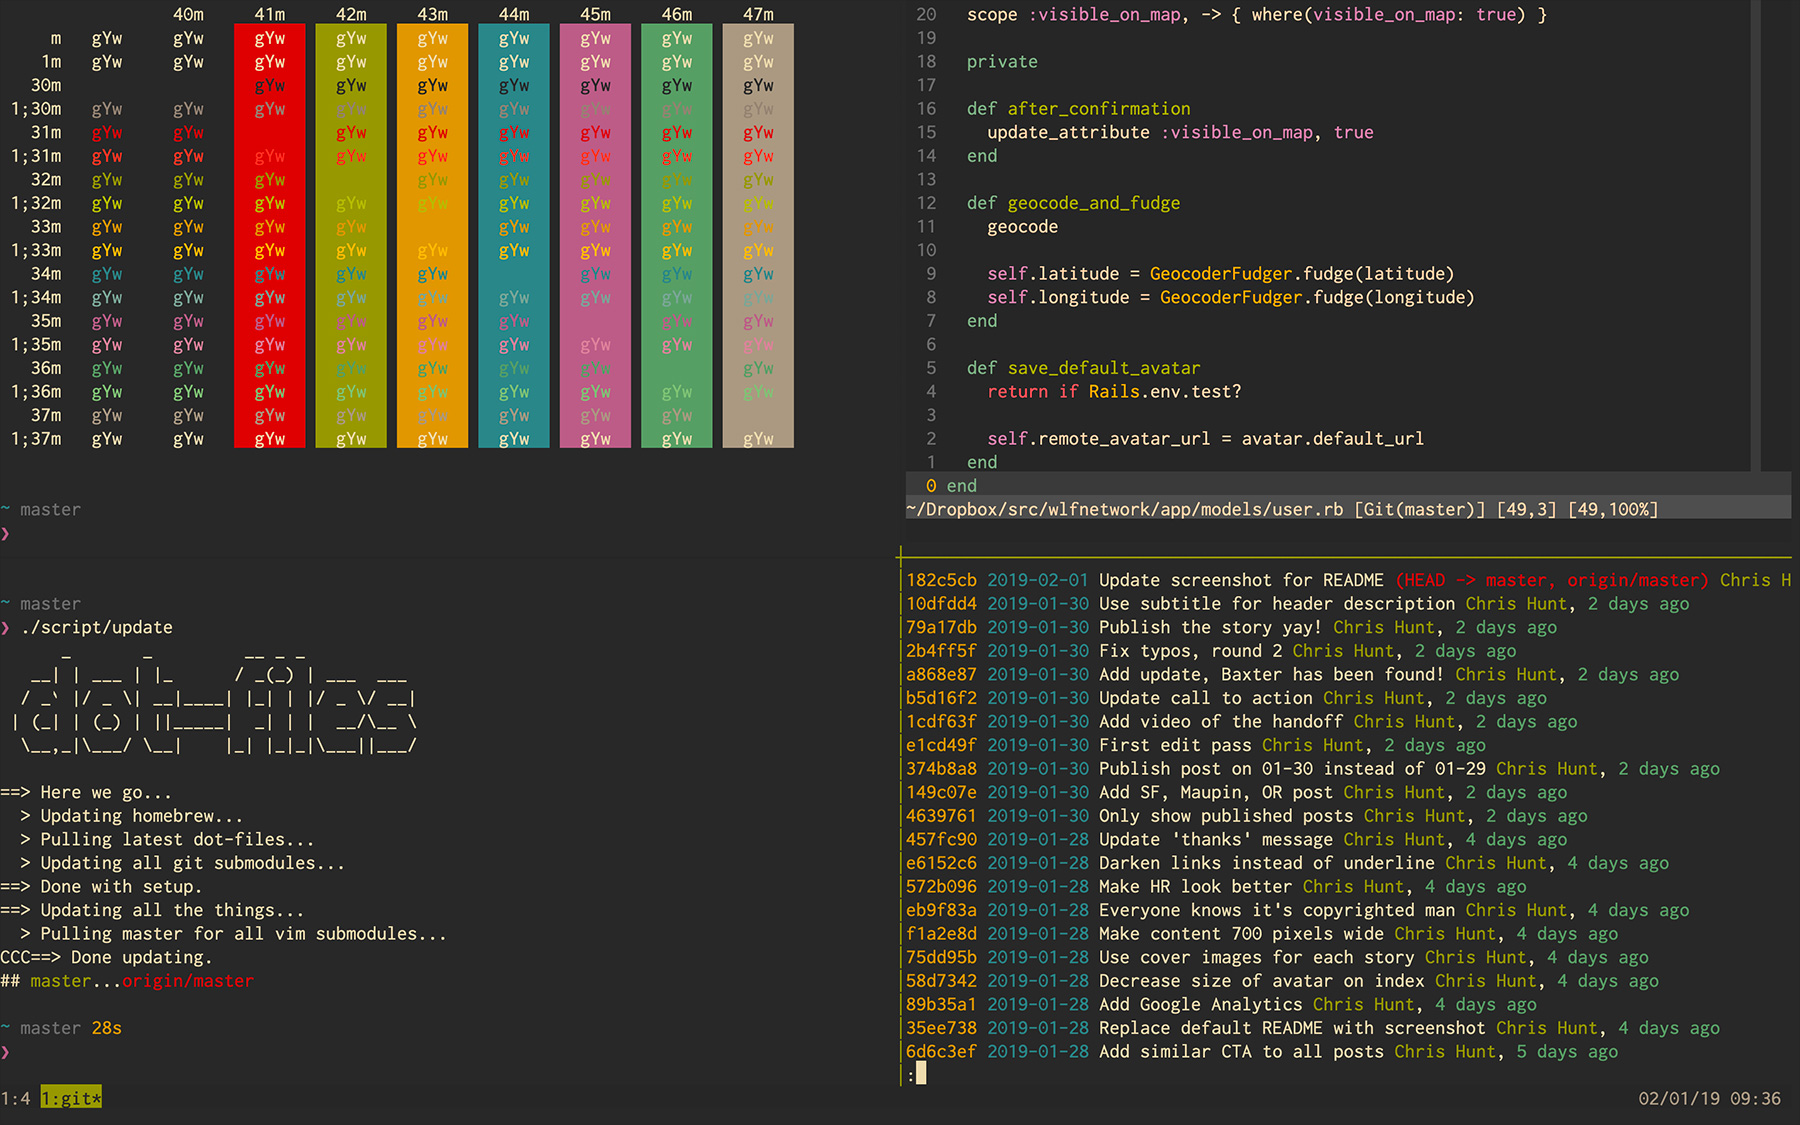 40m 41m 42m 43m 44m 45m 46m 47m
m gYw gYw gYw gYw gYw gYw gYw gYw gYw
1m gYw gYw gYw gYw gYw gYw gYw gYw gYw
30m gYw gYw gYw gYw gYw gYw gYw
1;30m gYw gYw gYw gYw gYw gYw gYw gYw gYw
31m gYw gYw gYw gYw gYw gYw gYw gYw
1;31m gYw gYw gYw gYw gYw gYw gYw gYw gYw
32m gYw gYw gYw gYw gYw gYw gYw gYw
1;32m gYw gYw gYw gYw gYw gYw gYw gYw gYw
33m gYw gYw gYw gYw gYw gYw gYw gYw
1;33m gYw gYw gYw gYw gYw gYw gYw gYw gYw
34m gYw gYw gYw gYw gYw gYw gYw gYw
1;34m gYw gYw gYw gYw gYw gYw gYw gYw gYw
35m gYw gYw gYw gYw gYw gYw gYw gYw
1;35m gYw gYw gYw gYw gYw gYw gYw gYw gYw
36m gYw gYw gYw gYw gYw gYw gYw gYw
1;36m gYw gYw gYw gYw gYw gYw gYw gYw gYw
37m gYw gYw gYw gYw gYw gYw gYw gYw
1;37m gYw gYw gYw gYw gYw gYw gYw gYw gYw
~ master
❯
20 scope :visible_on_map, -> { where(visible_on_map: true) }
19
18 private
17
16 def after_confirmation
15 update_attribute :visible_on_map, true
14 end
13
12 def geocode_and_fudge
11 geocode
10
9 self.latitude = GeocoderFudger.fudge(latitude)
8 self.longitude = GeocoderFudger.fudge(longitude)
7 end
6
5 def save_default_avatar
4 return if Rails.env.test?
3
2 self.remote_avatar_url = avatar.default_url
1 end
0 end
~/Dropbox/src/wlfnetwork/app/models/user.rb [Git(master)] [49,3] [49,100%]
~ master
❯ ./script/update
dot-files
==> Here we go...
> Updating homebrew...
> Pulling latest dot-files...
> Updating all git submodules...
==> Done with setup.
==> Updating all the things...
> Pulling master for all vim submodules...
CCC==> Done updating.
## master...origin/master
~ master 28s
❯
182c5cb 2019-02-01 Update screenshot for README (HEAD -> master, origin/master) Chris H
10dfdd4 2019-01-30 Use subtitle for header description Chris Hunt, 2 days ago
79a17db 2019-01-30 Publish the story yay! Chris Hunt, 2 days ago
2b4ff5f 2019-01-30 Fix typos, round 2 Chris Hunt, 2 days ago
a868e87 2019-01-30 Add update, Baxter has been found! Chris Hunt, 2 days ago
b5d16f2 2019-01-30 Update call to action Chris Hunt, 2 days ago
1cdf63f 2019-01-30 Add video of the handoff Chris Hunt, 2 days ago
e1cd49f 2019-01-30 First edit pass Chris Hunt, 2 days ago
374b8a8 2019-01-30 Publish post on 01-30 instead of 01-29 Chris Hunt, 2 days ago
149c07e 2019-01-30 Add SF, Maupin, OR post Chris Hunt, 2 days ago
4639761 2019-01-30 Only show published posts Chris Hunt, 2 days ago
457fc90 2019-01-28 Update 'thanks' message Chris Hunt, 4 days ago
e6152c6 2019-01-28 Darken links instead of underline Chris Hunt, 4 days ago
572b096 2019-01-28 Make HR look better Chris Hunt, 4 days ago
eb9f83a 2019-01-28 Everyone knows it's copyrighted man Chris Hunt, 4 days ago
f1a2e8d 2019-01-28 Make content 700 pixels wide Chris Hunt, 4 days ago
75dd95b 2019-01-28 Use cover images for each story Chris Hunt, 4 days ago
58d7342 2019-01-28 Decrease size of avatar on index Chris Hunt, 4 days ago
89b35a1 2019-01-28 Add Google Analytics Chris Hunt, 4 days ago
35ee738 2019-01-28 Replace default README with screenshot Chris Hunt, 4 days ago
6d6c3ef 2019-01-28 Add similar CTA to all posts Chris Hunt, 5 days ago
:
1:4 1:git* 02/01/19 09:36